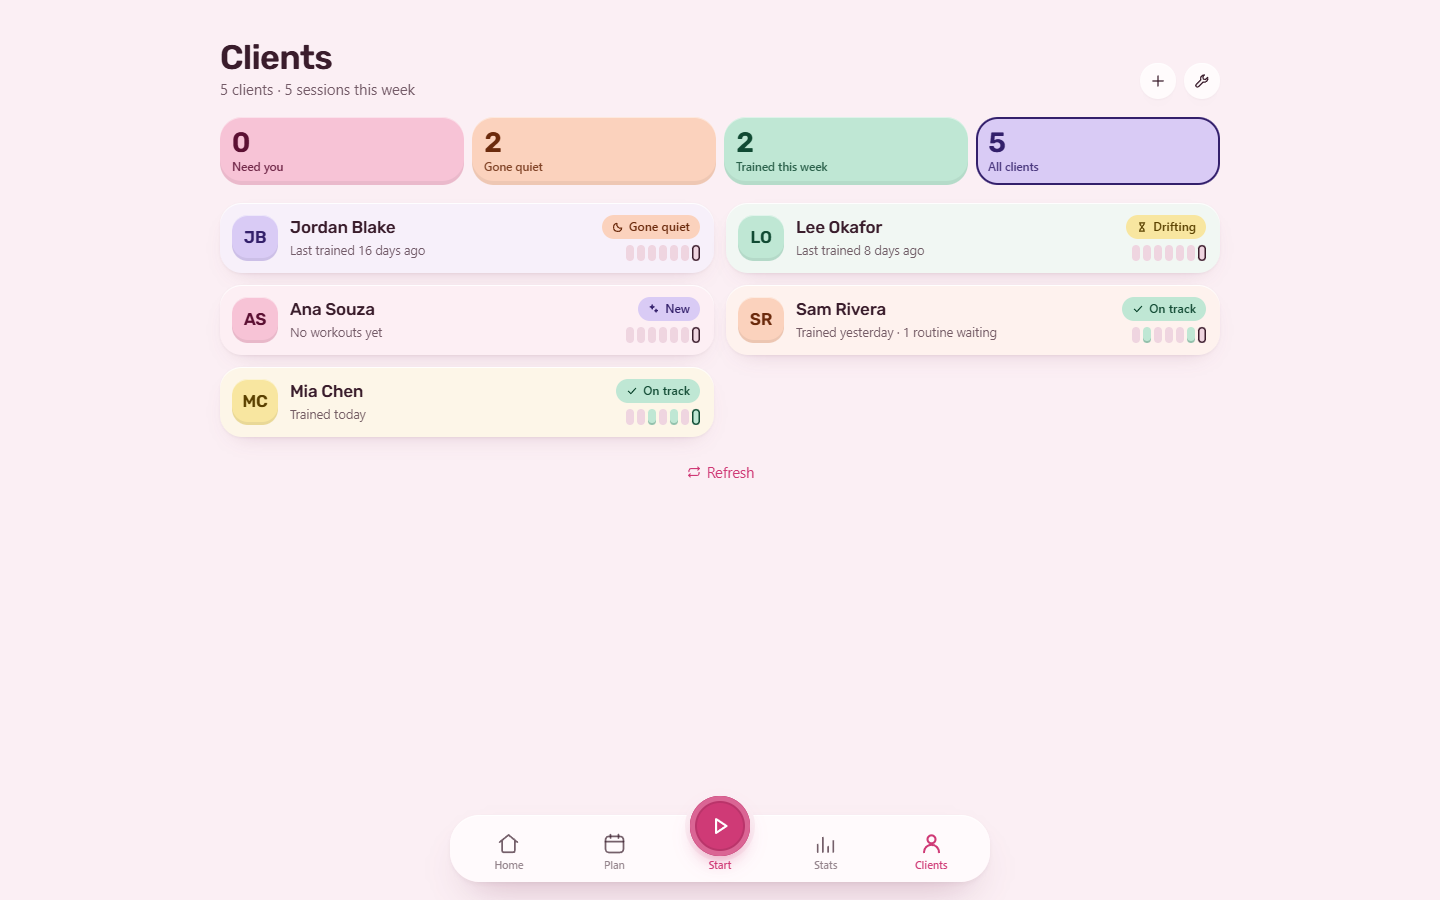 Clients
5 clients · 5 sessions this week
0
Need you
2
Gone quiet
2
Trained this week
5
All clients
JB
Jordan Blake
Last trained 16 days ago
Gone quiet
LO
Lee Okafor
Last trained 8 days ago
Drifting
AS
Ana Souza
No workouts yet
New
SR
Sam Rivera
Trained yesterday · 1 routine waiting
On track
MC
Mia Chen
Trained today
On track
Refresh
Home
Plan
Start
Stats
Clients